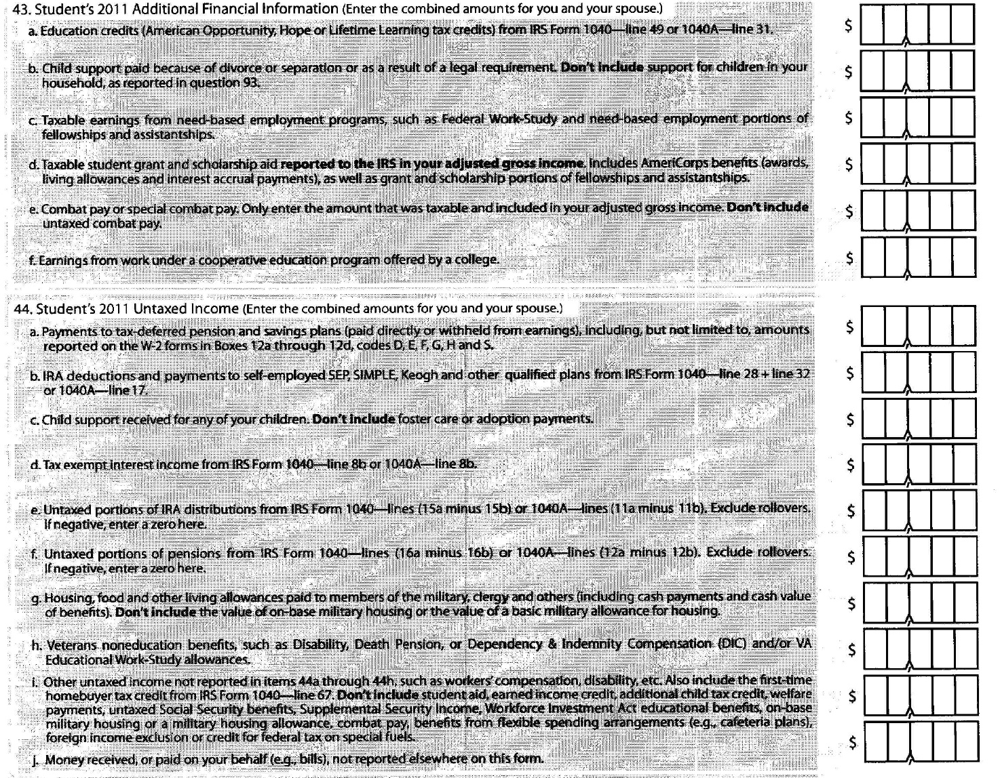 43. Student's 2011 Additional Financial Information (Enter the combined amounts for you and your spouse.)
a. Education credits (American Opportunity, Hope or Lifetime Learning tax credits) from IRS Form 1040—line 49 or 1040A—line 31.
$
b. Child support paid because of divorce or separation or as a result of a legal requirement. Don't include support for children in your
household, as reported in question 93.
$
c. Taxable earnings from need-based employment programs, such as Federal Work-Study and need-based employment portions of
fellowships and assistantships.
$
d. Taxable student grant and scholarship aid reported to the IRS in your adjusted gross income. Includes AmeriCorps benefits (awards,
living allowances and interest accrual payments), as well as grant and scholarship portions of fellowships and assistantships.
$
e. Combat pay or special combat pay. Only enter the amount that was taxable and included in your adjusted gross income. Don't include
untaxed combat pay.
$
f. Earnings from work under a cooperative education program offered by a college.
$
44. Student's 2011 Untaxed Income (Enter the combined amounts for you and your spouse.)
a. Payments to tax-deferred pension and savings plans (paid directly or withheld from earnings), including, but not limited to, amounts
reported on the W-2 forms in Boxes 12a through 12d, codes D, E, F, G, H and S.
$
b. IRA deductions and payments to self-employed SEP, SIMPLE, Keogh and other qualified plans from IRS Form 1040—line 28 + line 32
or 1040A—line 17.
$
c. Child support received for any of your children. Don't include foster care or adoption payments.
$
d. Tax exempt interest income from IRS Form 1040—line 8b or 1040A—line 8b.
$
e. Untaxed portions of IRA distributions from IRS Form 1040—lines (15a minus 15b) or 1040A—lines (11a minus 11b). Exclude rollovers.
If negative, enter a zero here.
$
f. Untaxed portions of pensions from IRS Form 1040—lines (16a minus 16b) or 1040A—lines (12a minus 12b). Exclude rollovers.
If negative, enter a zero here.
$
g. Housing, food and other living allowances paid to members of the military, clergy and others (including cash payments and cash value
of benefits). Don't include the value of on-base military housing or the value of a basic military allowance for housing.
$
h. Veterans noneducation benefits, such as Disability, Death Pension, or Dependency & Indemnity Compensation (DIC) and/or VA
Educational Work-Study allowances.
$
i. Other untaxed income not reported in items 44a through 44h, such as workers' compensation, disability, etc. Also include the first-time
homebuyer tax credit from IRS Form 1040—line 67. Don't include student aid, earned income credit, additional child tax credit, welfare
payments, untaxed Social Security benefits, Supplemental Security Income, Workforce Investment Act educational benefits, on-base
military housing or a military housing allowance, combat pay, benefits from flexible spending arrangements (e.g., cafeteria plans),
foreign income exclusion or credit for federal tax on special fuels.
$
j. Money received, or paid on your behalf (e.g., bills), not reported elsewhere on this form.
$